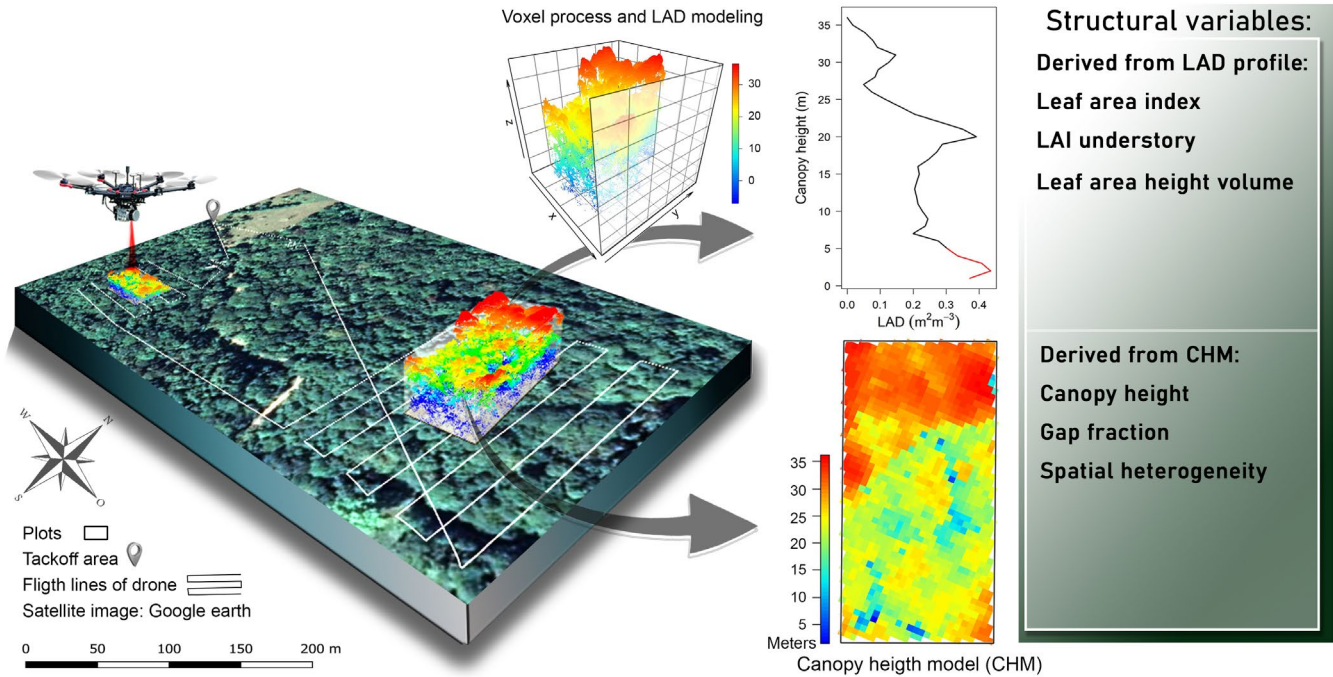 Voxel process and LAD modeling
30
20
10
0
z
x
y
Canopy height (m)
35
30
25
20
15
10
5
0
0.0 0.1 0.2 0.3 0.4
LAD (m²m⁻³)
Structural variables:
Derived from LAD profile:
Leaf area index
LAI understory
Leaf area height volume
Derived from CHM:
Canopy height
Gap fraction
Spatial heterogeneity
W N
S O
Plots
Tackoff area
Fligth lines of drone
Satellite image: Google earth
0 50 100 150 200 m
35
30
25
20
15
10
5
Meters
Canopy heigth model (CHM)